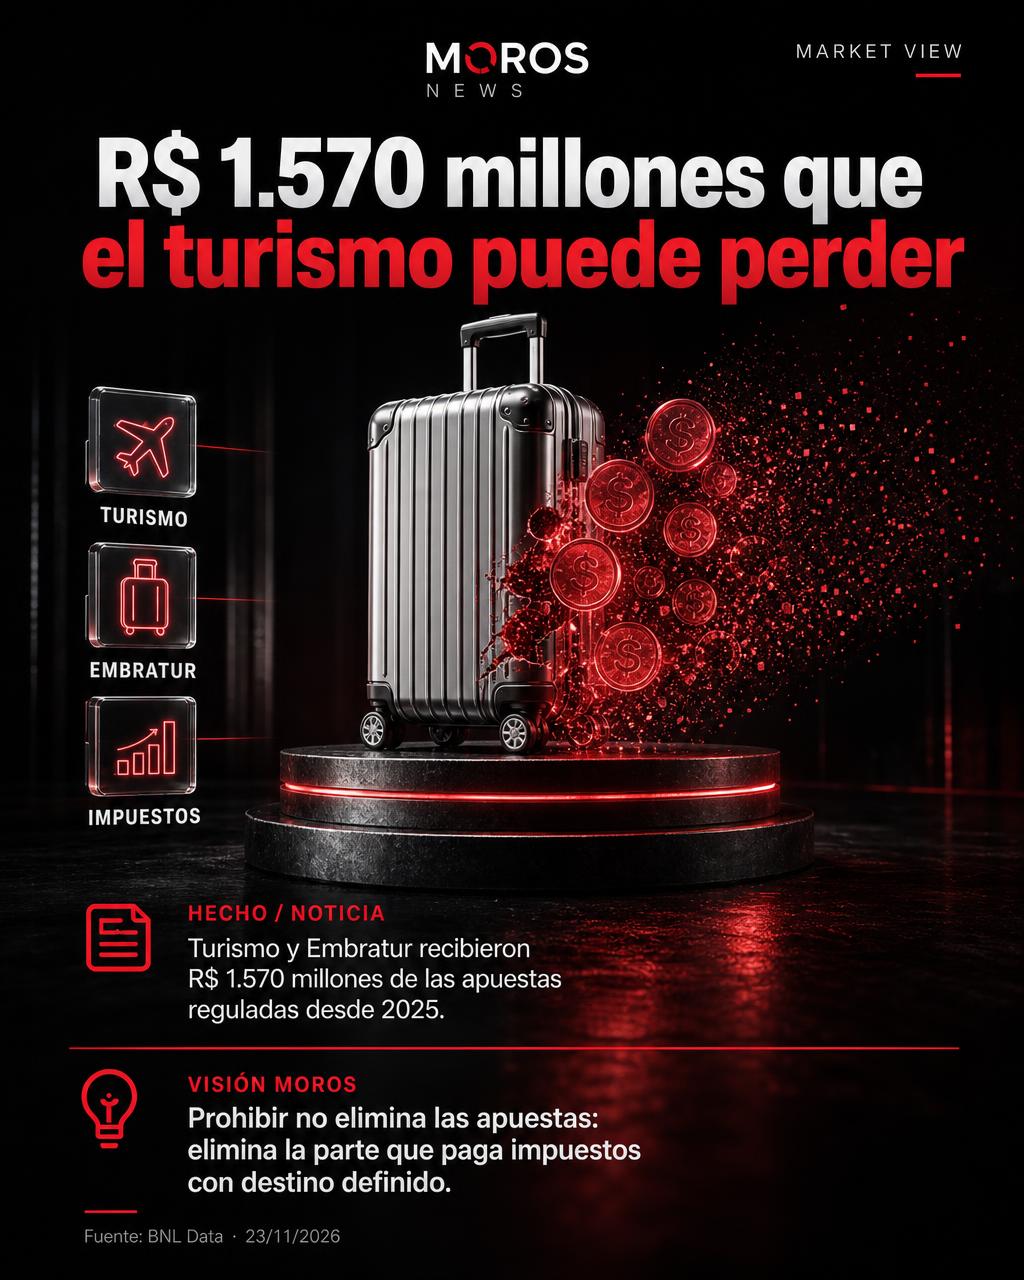 MOROS
NEWS
MARKET VIEW
R$ 1.570 millones que
el turismo puede perder
TURISMO
EMBRATUR
IMPUESTOS
HECHO / NOTICIA
Turismo y Embratur recibieron
R$ 1.570 millones de las apuestas
reguladas desde 2025.
VISIÓN MOROS
Prohibir no elimina las apuestas:
elimina la parte que paga impuestos
con destino definido.
Fuente: BNL Data · 23/11/2026